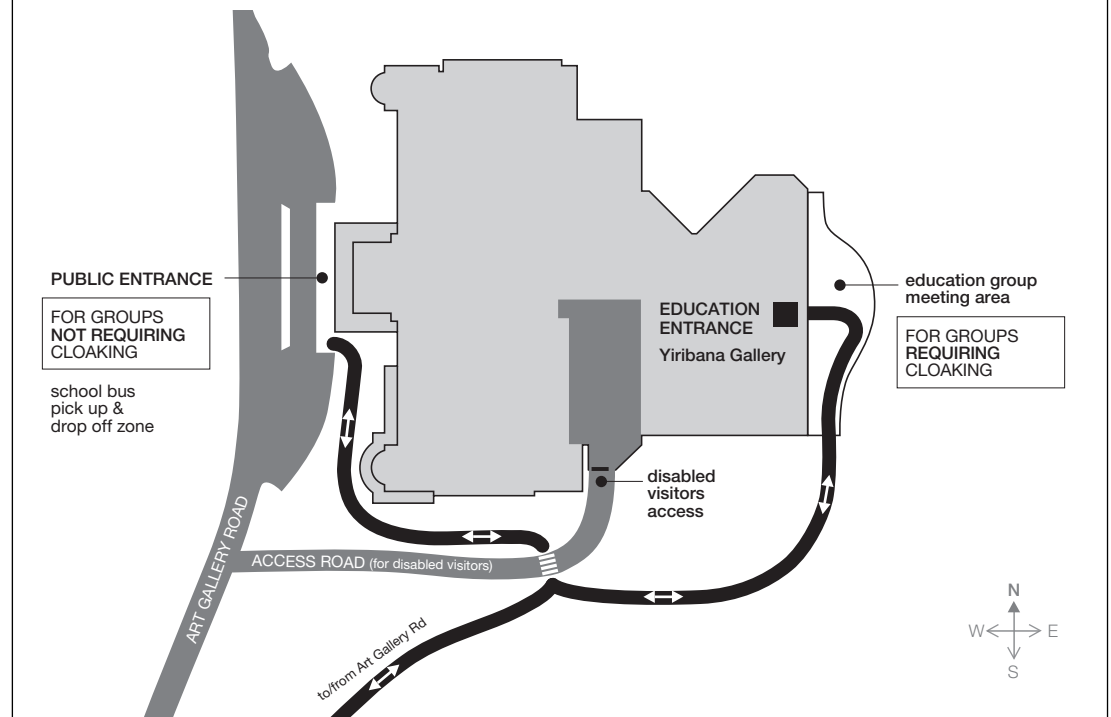 PUBLIC ENTRANCE
FOR GROUPS
NOT REQUIRING
CLOAKING
school bus
pick up &
drop off zone
EDUCATION
ENTRANCE
Yiribana Gallery
education group
meeting area
FOR GROUPS
REQUIRING
CLOAKING
disabled
visitors
access
ART GALLERY ROAD
ACCESS ROAD (for disabled visitors)
to/from Art Gallery Rd
N
W E
S